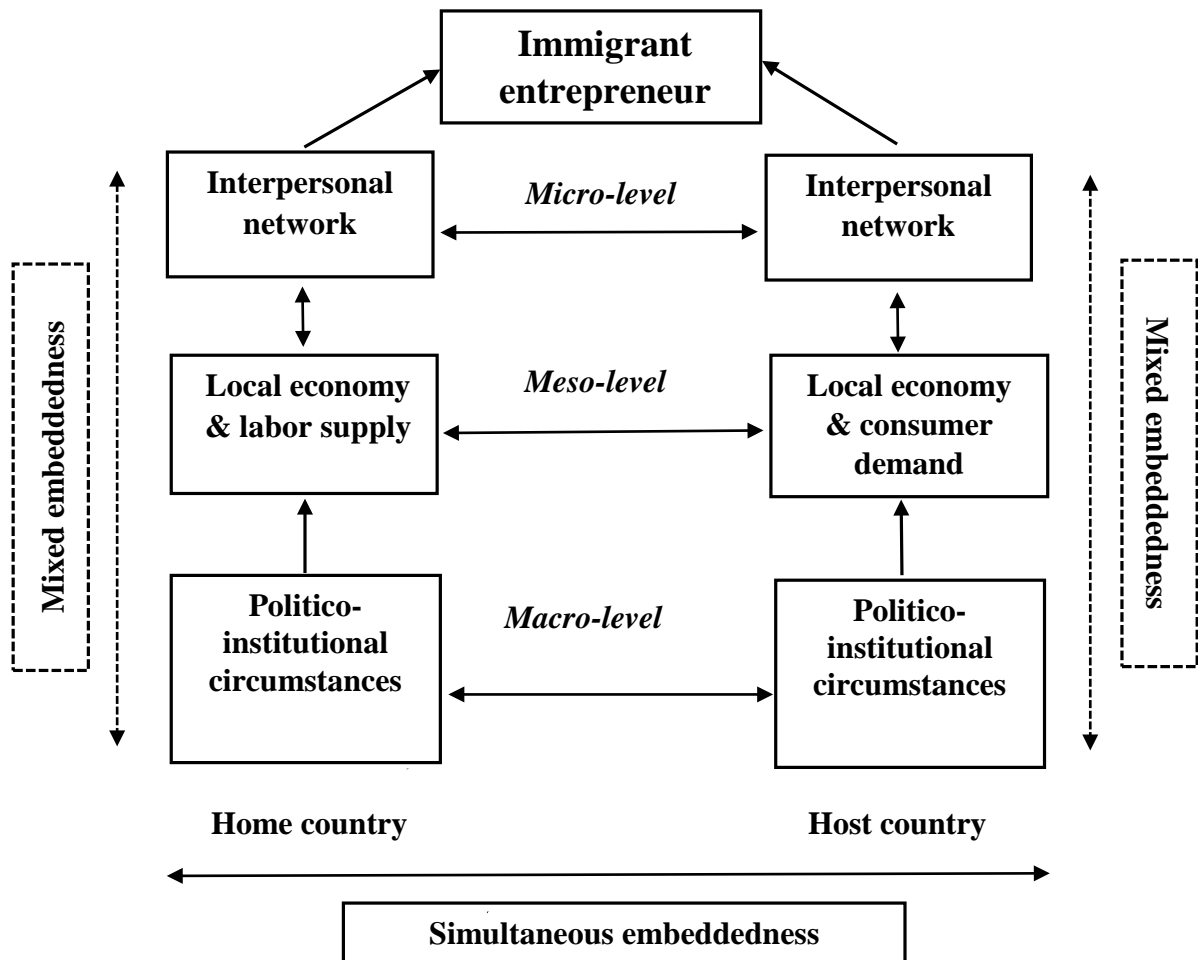 Immigrant
entrepreneur
Interpersonal
network
Micro-level
Interpersonal
network
Mixed embeddedness
Mixed embeddedness
Local economy
& labor supply
Meso-level
Local economy
& consumer
demand
Politico-
institutional
circumstances
Macro-level
Politico-
institutional
circumstances
Home country
Host country
Simultaneous embeddedness